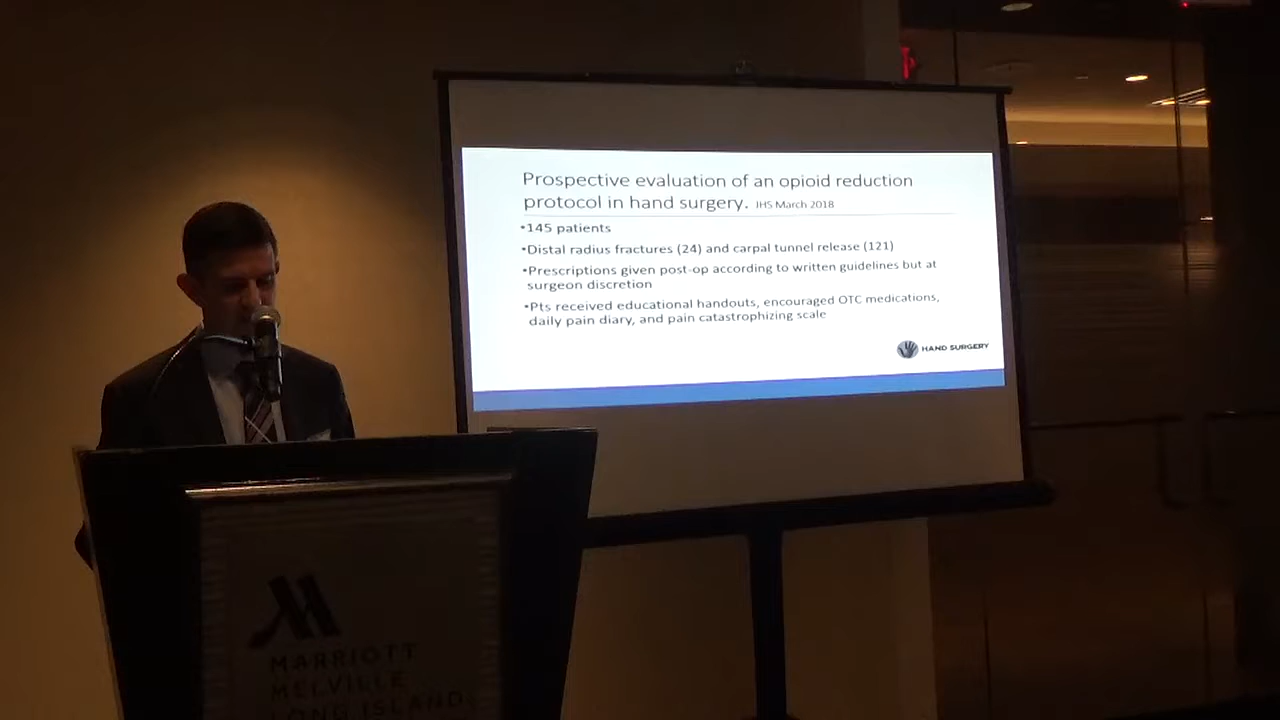 Prospective evaluation of an opioid reduction
protocol in hand surgery. JHS March 2018
•145 patients
•Distal radius fractures (24) and carpal tunnel release (121)
•Prescriptions given post-op according to written guidelines but at
surgeon discretion
•Pts received educational handouts, encouraged OTC medications,
daily pain diary, and pain catastrophizing scale
HAND SURGERY
MARRIOTT
MELVILLE
LONG ISLAND